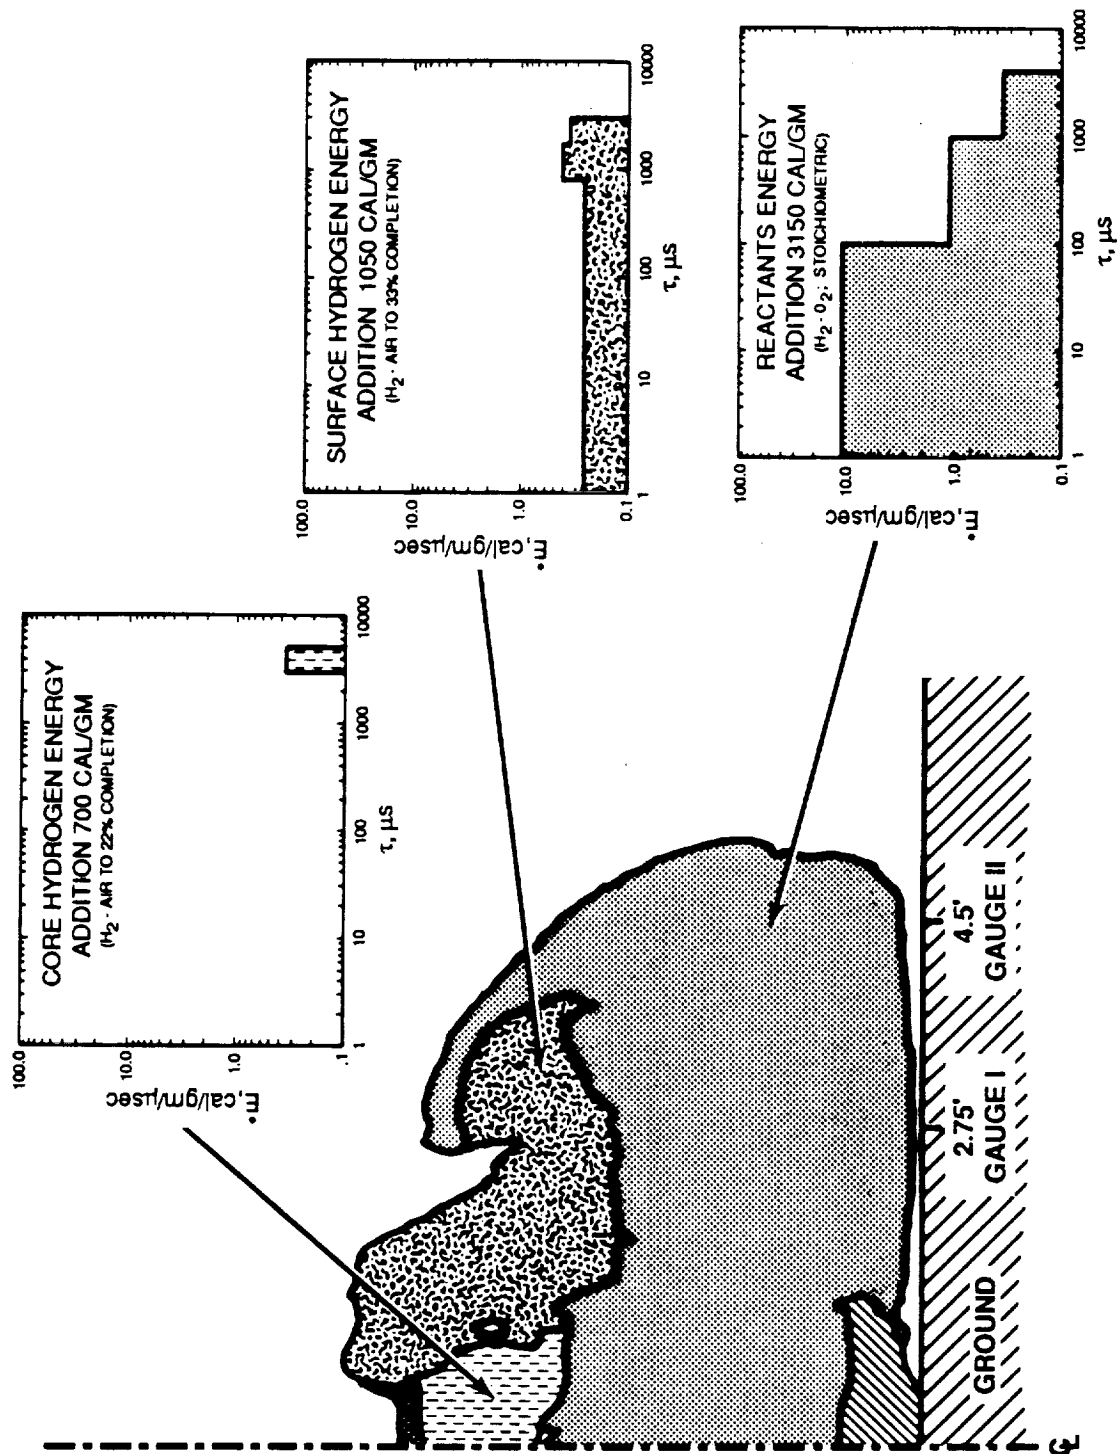 CORE HYDROGEN ENERGY
ADDITION 700 CAL/GM
(H2 - AIR TO 22% COMPLETION)
100.0
10.0
1.0
.1
Ė, cal/gm/µsec
1
10
100
1000
10000
τ, µs
SURFACE HYDROGEN ENERGY
ADDITION 1050 CAL/GM
(H2 - AIR TO 33% COMPLETION)
100.0
10.0
1.0
0.1
Ė, cal/gm/µsec
1
10
100
1000
10000
τ, µs
REACTANTS ENERGY
ADDITION 3150 CAL/GM
(H2 - O2; STOICHIOMETRIC)
100.0
10.0
1.0
0.1
Ė, cal/gm/µsec
1
10
100
1000
10000
τ, µs
GROUND
2.75'
GAUGE I
4.5'
GAUGE II
℄